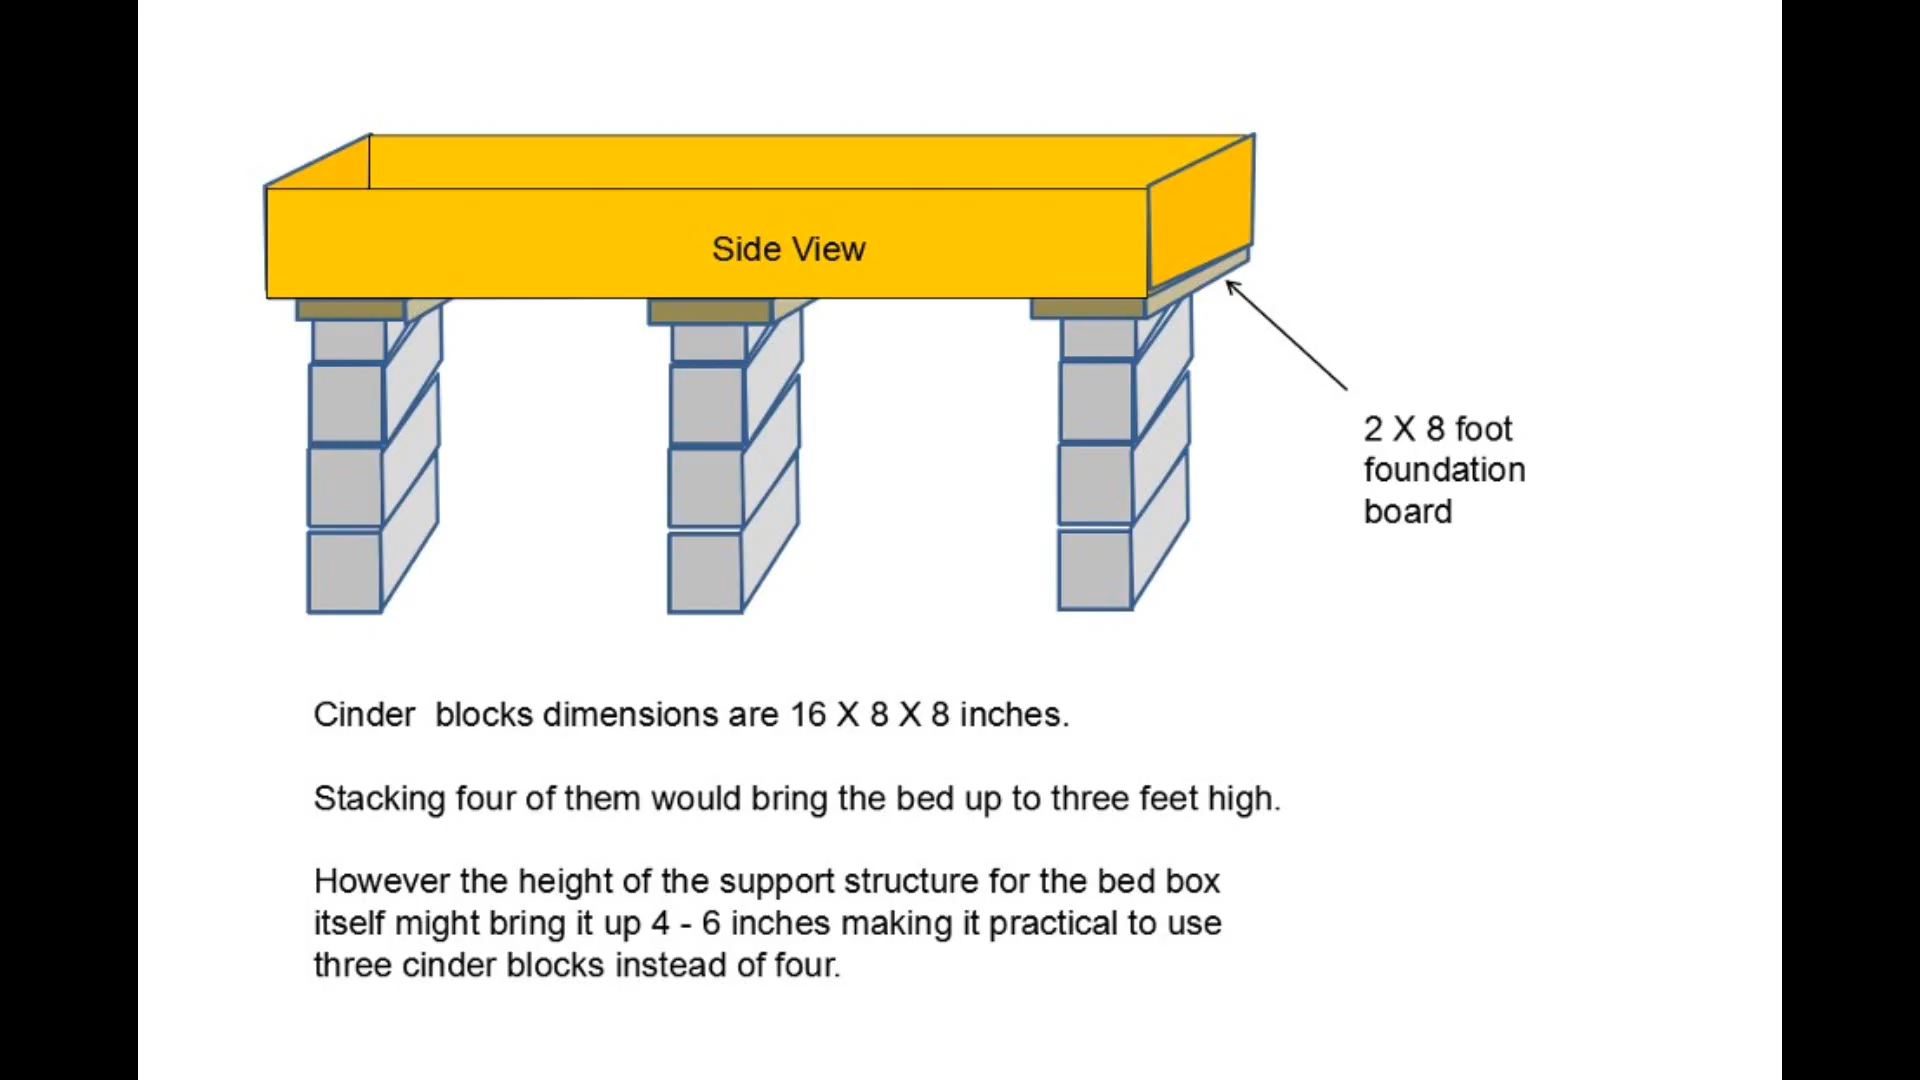 Side View
2 X 8 foot
foundation
board
Cinder  blocks dimensions are 16 X 8 X 8 inches.
Stacking four of them would bring the bed up to three feet high.
However the height of the support structure for the bed box
itself might bring it up 4 - 6 inches making it practical to use
three cinder blocks instead of four.